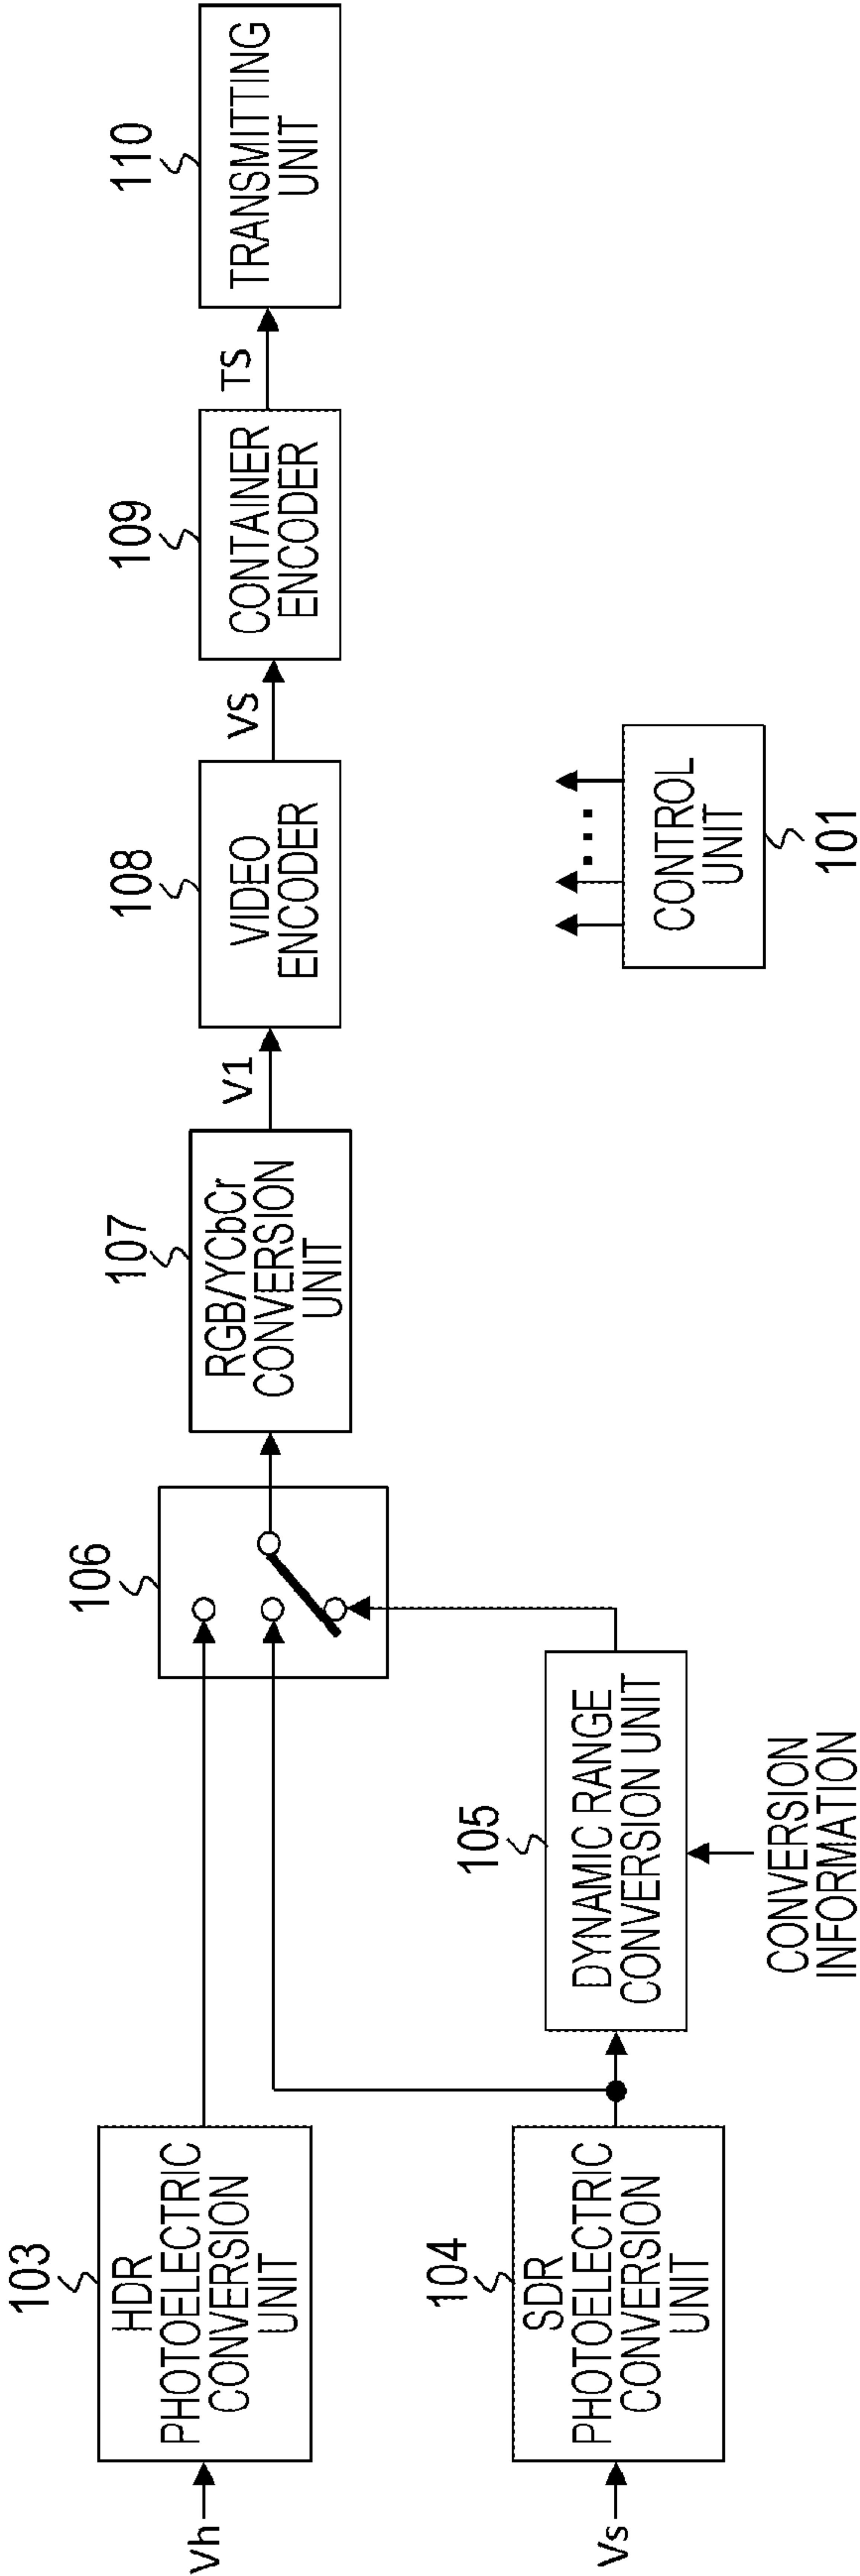 Vh
103
HDR
PHOTOELECTRIC
CONVERSION
UNIT
Vs
104
SDR
PHOTOELECTRIC
CONVERSION
UNIT
105
DYNAMIC RANGE
CONVERSION UNIT
CONVERSION
INFORMATION
106
107
RGB/YCbCr
CONVERSION
UNIT
V1
108
VIDEO
ENCODER
VS
109
CONTAINER
ENCODER
TS
110
TRANSMITTING
UNIT
CONTROL
UNIT
101